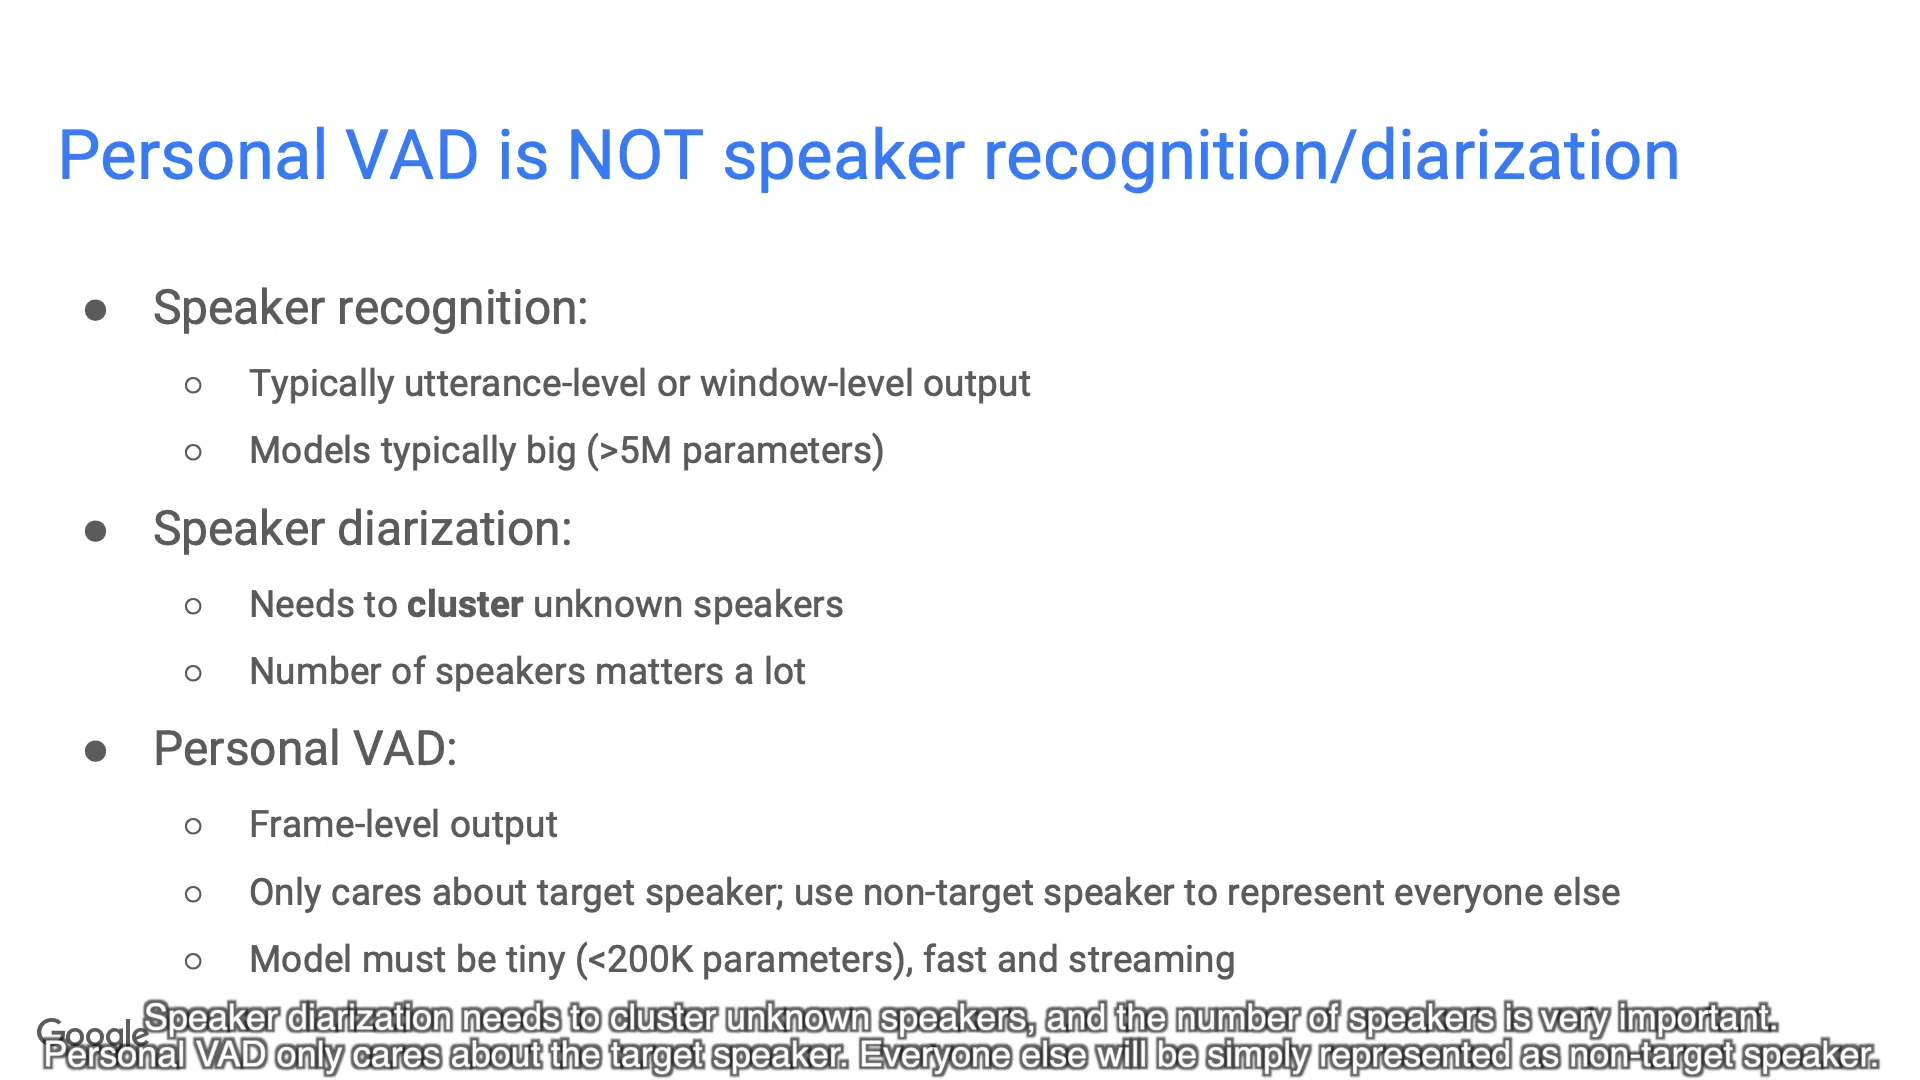 Personal VAD is NOT speaker recognition/diarization
● Speaker recognition:
○ Typically utterance-level or window-level output
○ Models typically big (>5M parameters)
● Speaker diarization:
○ Needs to cluster unknown speakers
○ Number of speakers matters a lot
● Personal VAD:
○ Frame-level output
○ Only cares about target speaker; use non-target speaker to represent everyone else
○ Model must be tiny (<200K parameters), fast and streaming
Google
Speaker diarization needs to cluster unknown speakers, and the number of speakers is very important.
Personal VAD only cares about the target speaker. Everyone else will be simply represented as non-target speaker.